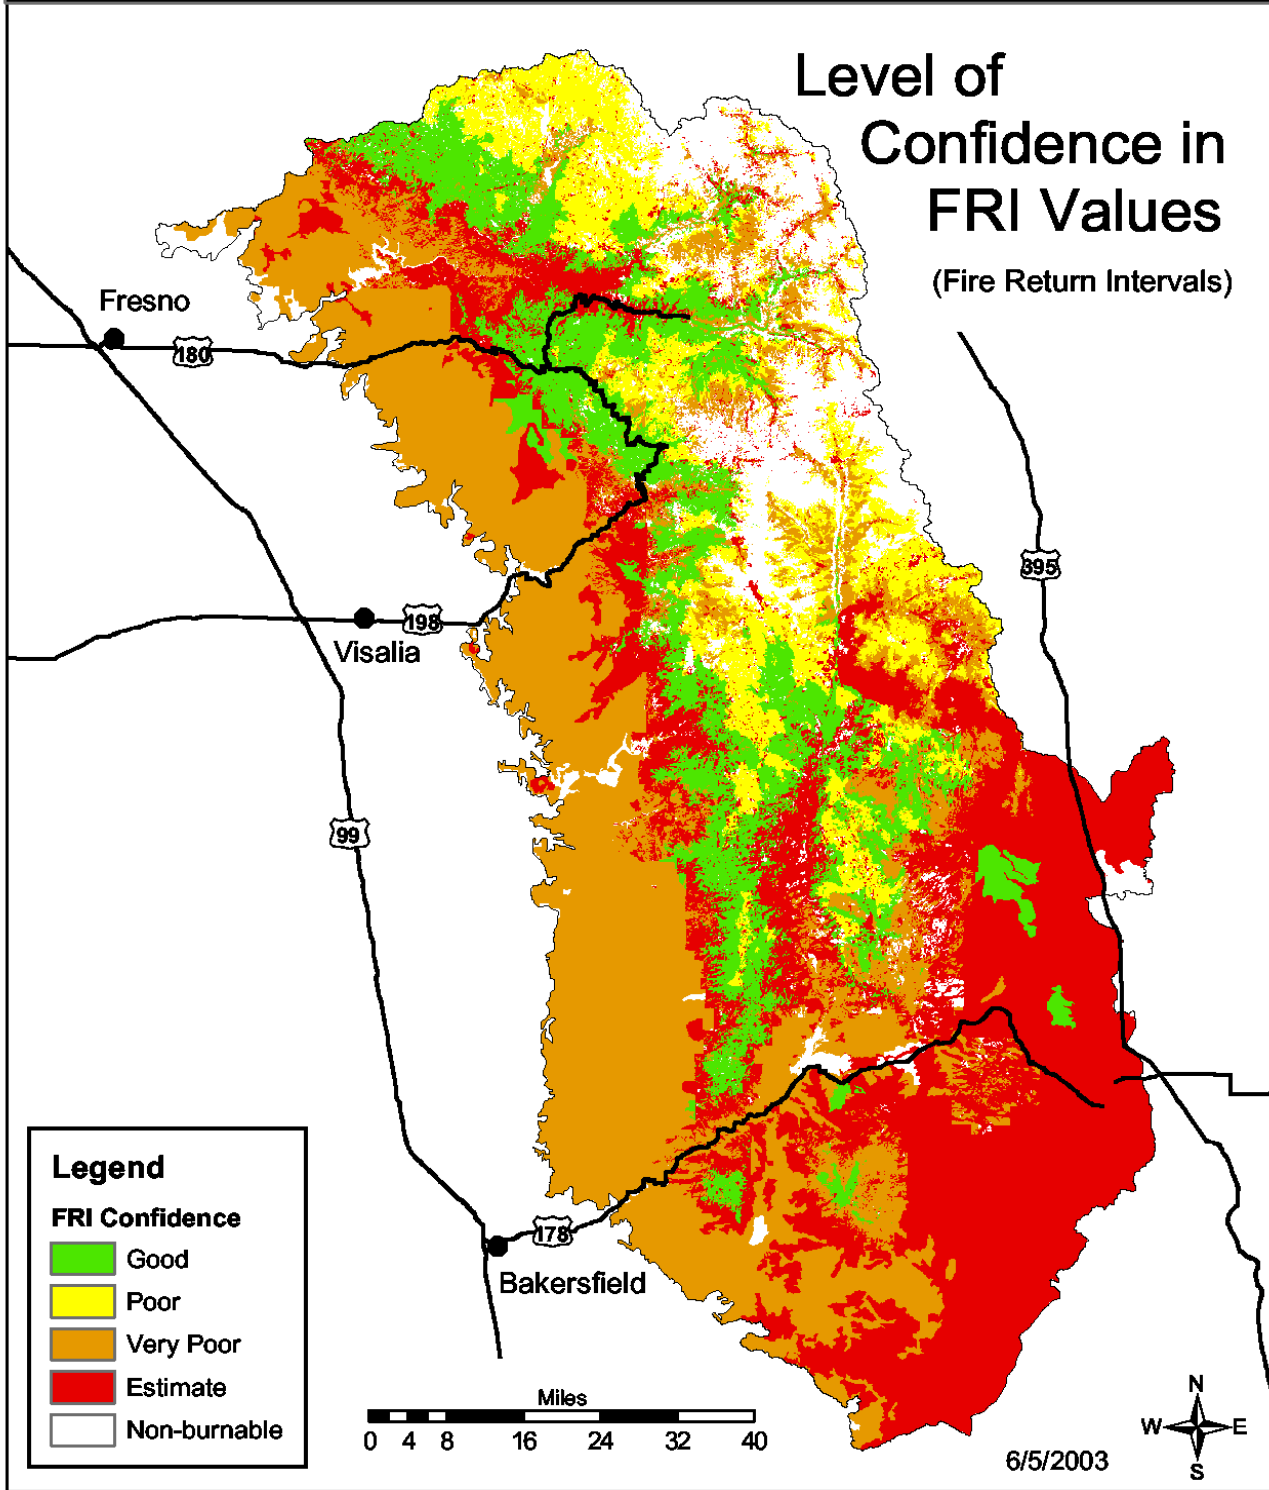 Level of
Confidence in
FRI Values
(Fire Return Intervals)
Fresno
180
395
198
Visalia
99
178
Bakersfield
Legend
FRI Confidence
Good
Poor
Very Poor
Estimate
Non-burnable
Miles
0 4 8 16 24 32 40
6/5/2003
N
W E
S